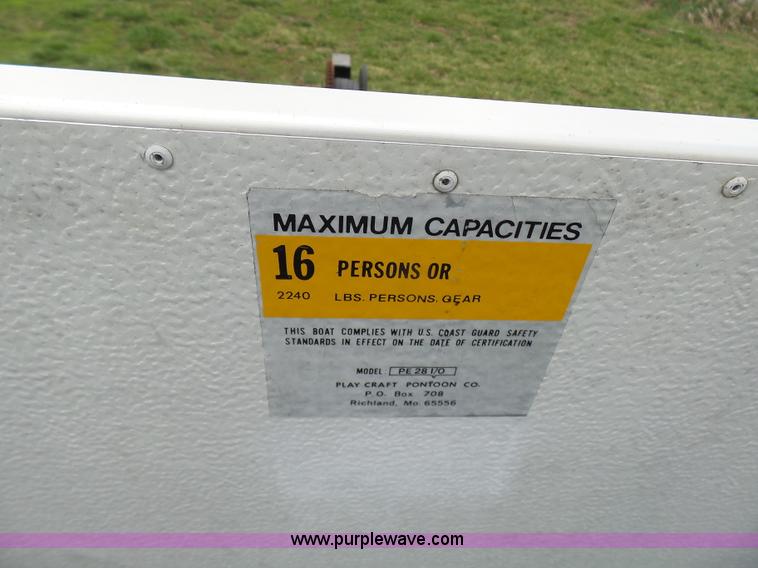 MAXIMUM CAPACITIES
16 PERSONS OR
2240 LBS. PERSONS, GEAR
THIS BOAT COMPLIES WITH U.S. COAST GUARD SAFETY
STANDARDS IN EFFECT ON THE DATE OF CERTIFICATION
MODEL: PE 28 I/O
PLAY CRAFT PONTOON CO.
P.O. Box 708
Richland, Mo 65556
www.purplewave.com